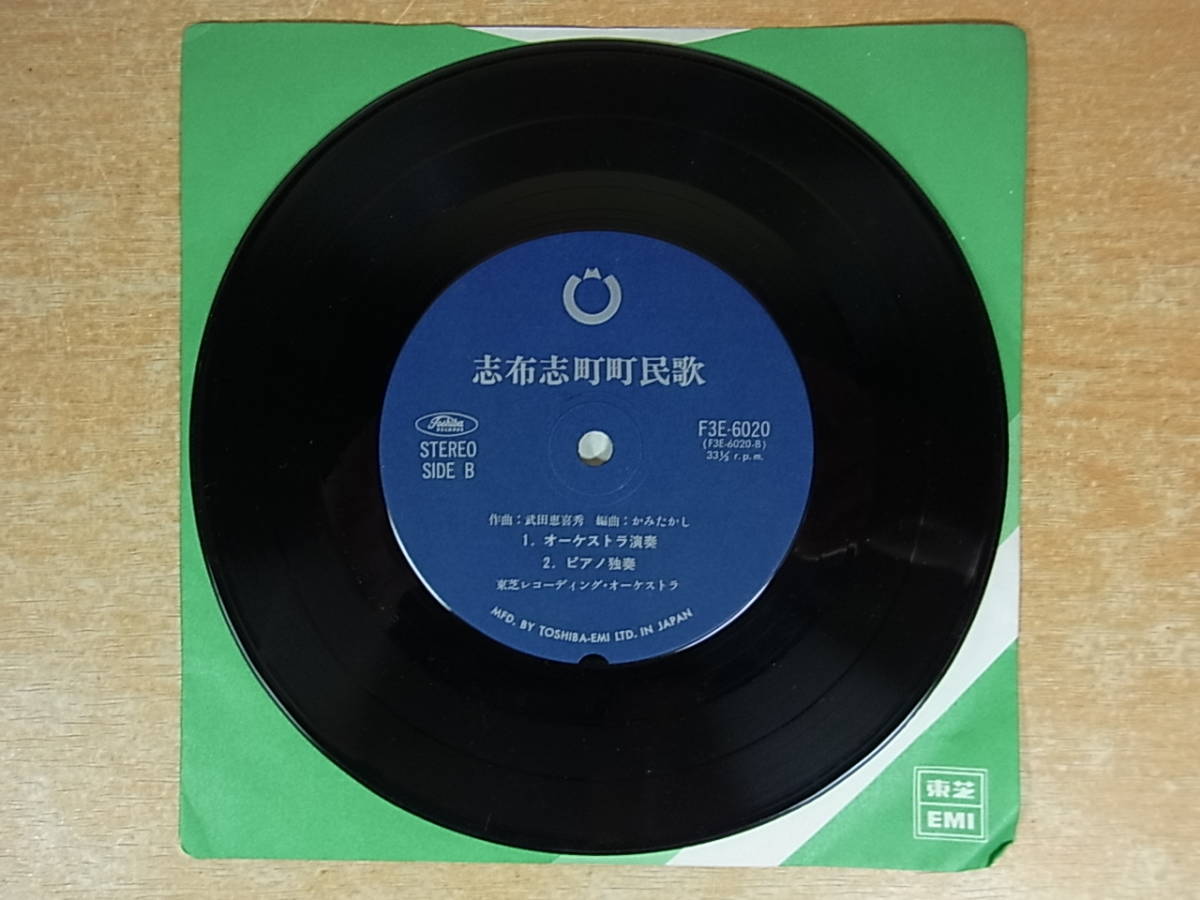 志布志町町民歌
Toshiba
RECORDS
STEREO
SIDE B
F3E-6020
(F3E-6020-B)
33⅓ r.p.m.
作曲:武田恵喜秀 編曲:かみたかし
1. オーケストラ演奏
2. ピアノ独奏
東芝レコーディング・オーケストラ
MFD. BY TOSHIBA-EMI LTD. IN JAPAN
東芝
EMI